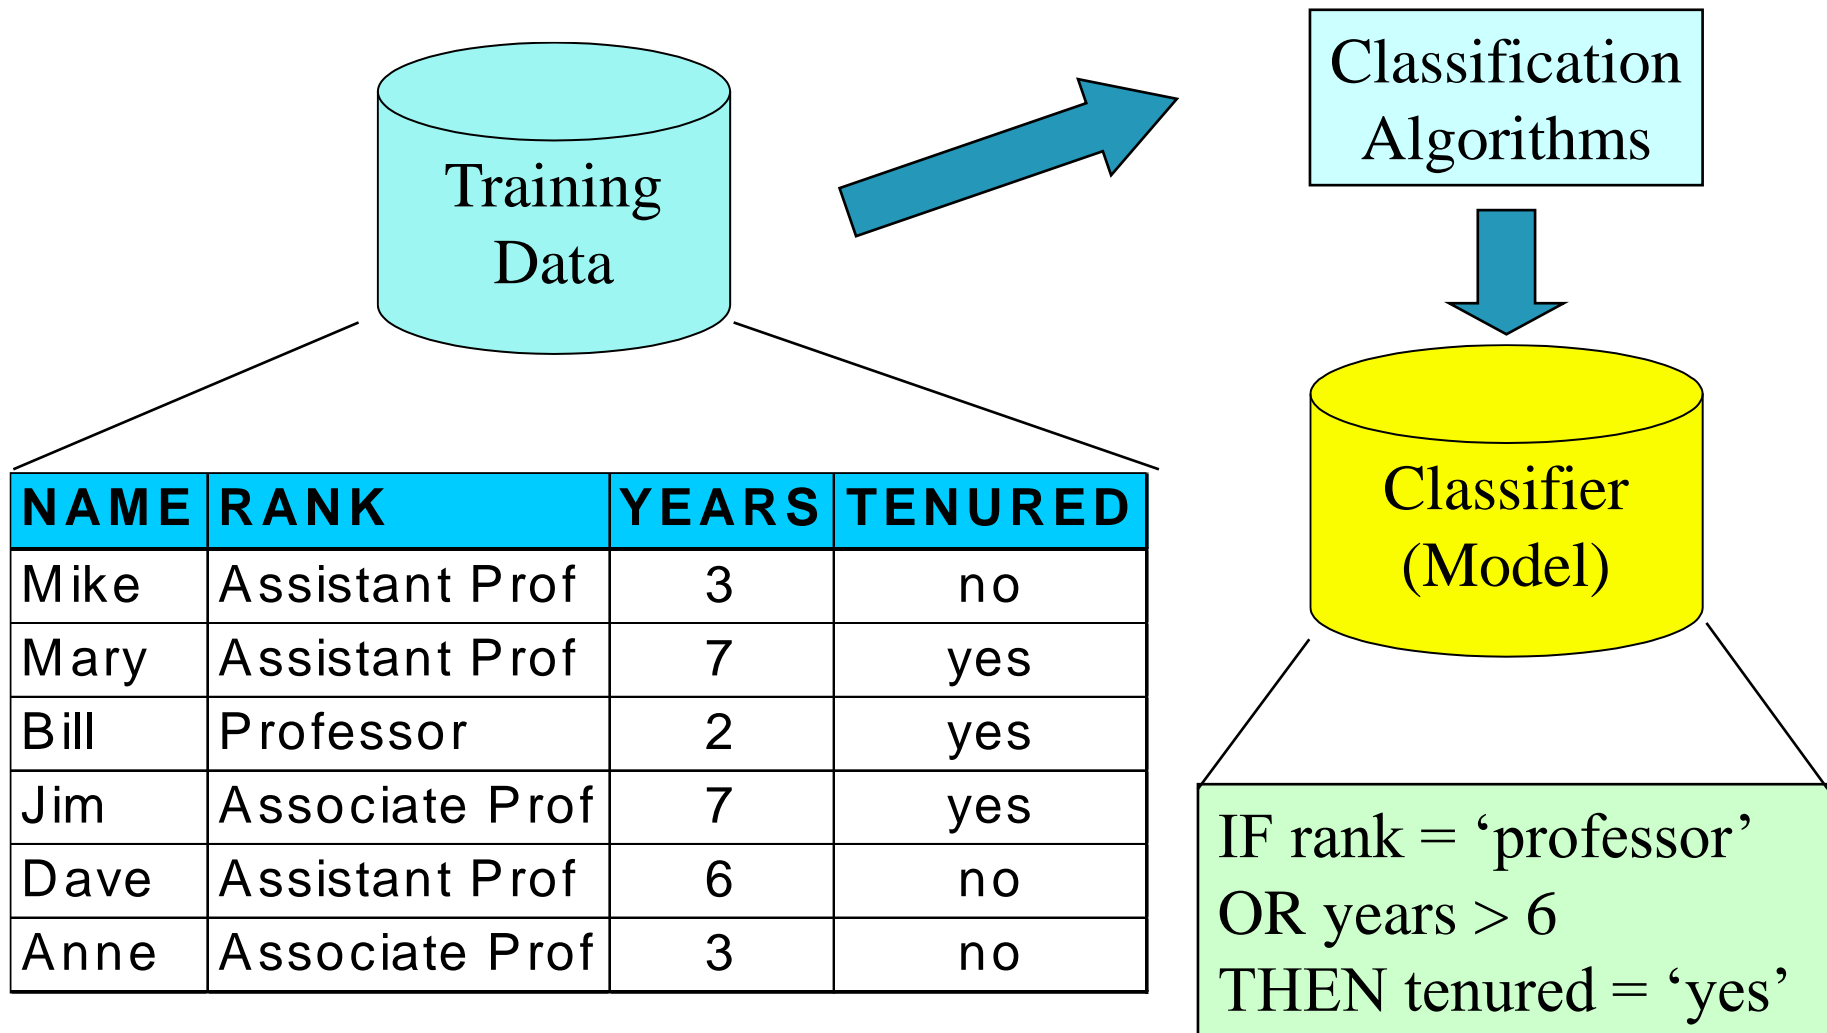 Training
Data
Classification
Algorithms
NAME RANK YEARS TENURED
Mike Assistant Prof 3 no
Mary Assistant Prof 7 yes
Bill Professor 2 yes
Jim Associate Prof 7 yes
Dave Assistant Prof 6 no
Anne Associate Prof 3 no
Classifier
(Model)
IF rank = ‘professor’
OR years > 6
THEN tenured = ‘yes’